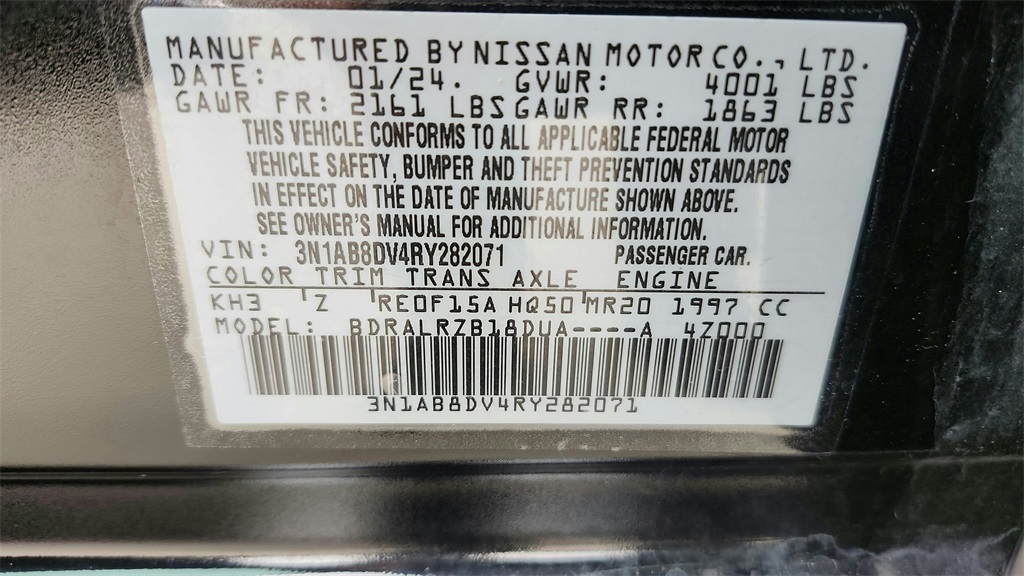 MANUFACTURED BY NISSAN MOTOR CO., LTD.
DATE: 01/24. GVWR: 4001 LBS
GAWR FR: 2161 LBS GAWR RR: 1863 LBS
THIS VEHICLE CONFORMS TO ALL APPLICABLE FEDERAL MOTOR
VEHICLE SAFETY, BUMPER AND THEFT PREVENTION STANDARDS
IN EFFECT ON THE DATE OF MANUFACTURE SHOWN ABOVE.
SEE OWNER'S MANUAL FOR ADDITIONAL INFORMATION.
VIN: 3N1AB8DV4RY282071 PASSENGER CAR.
COLOR TRIM TRANS AXLE ENGINE
KH3 Z RE0F15A HQ50 MR20 1997 CC
MODEL: BDRALRZB18DUA----A 4Z000
3N1AB8DV4RY282071